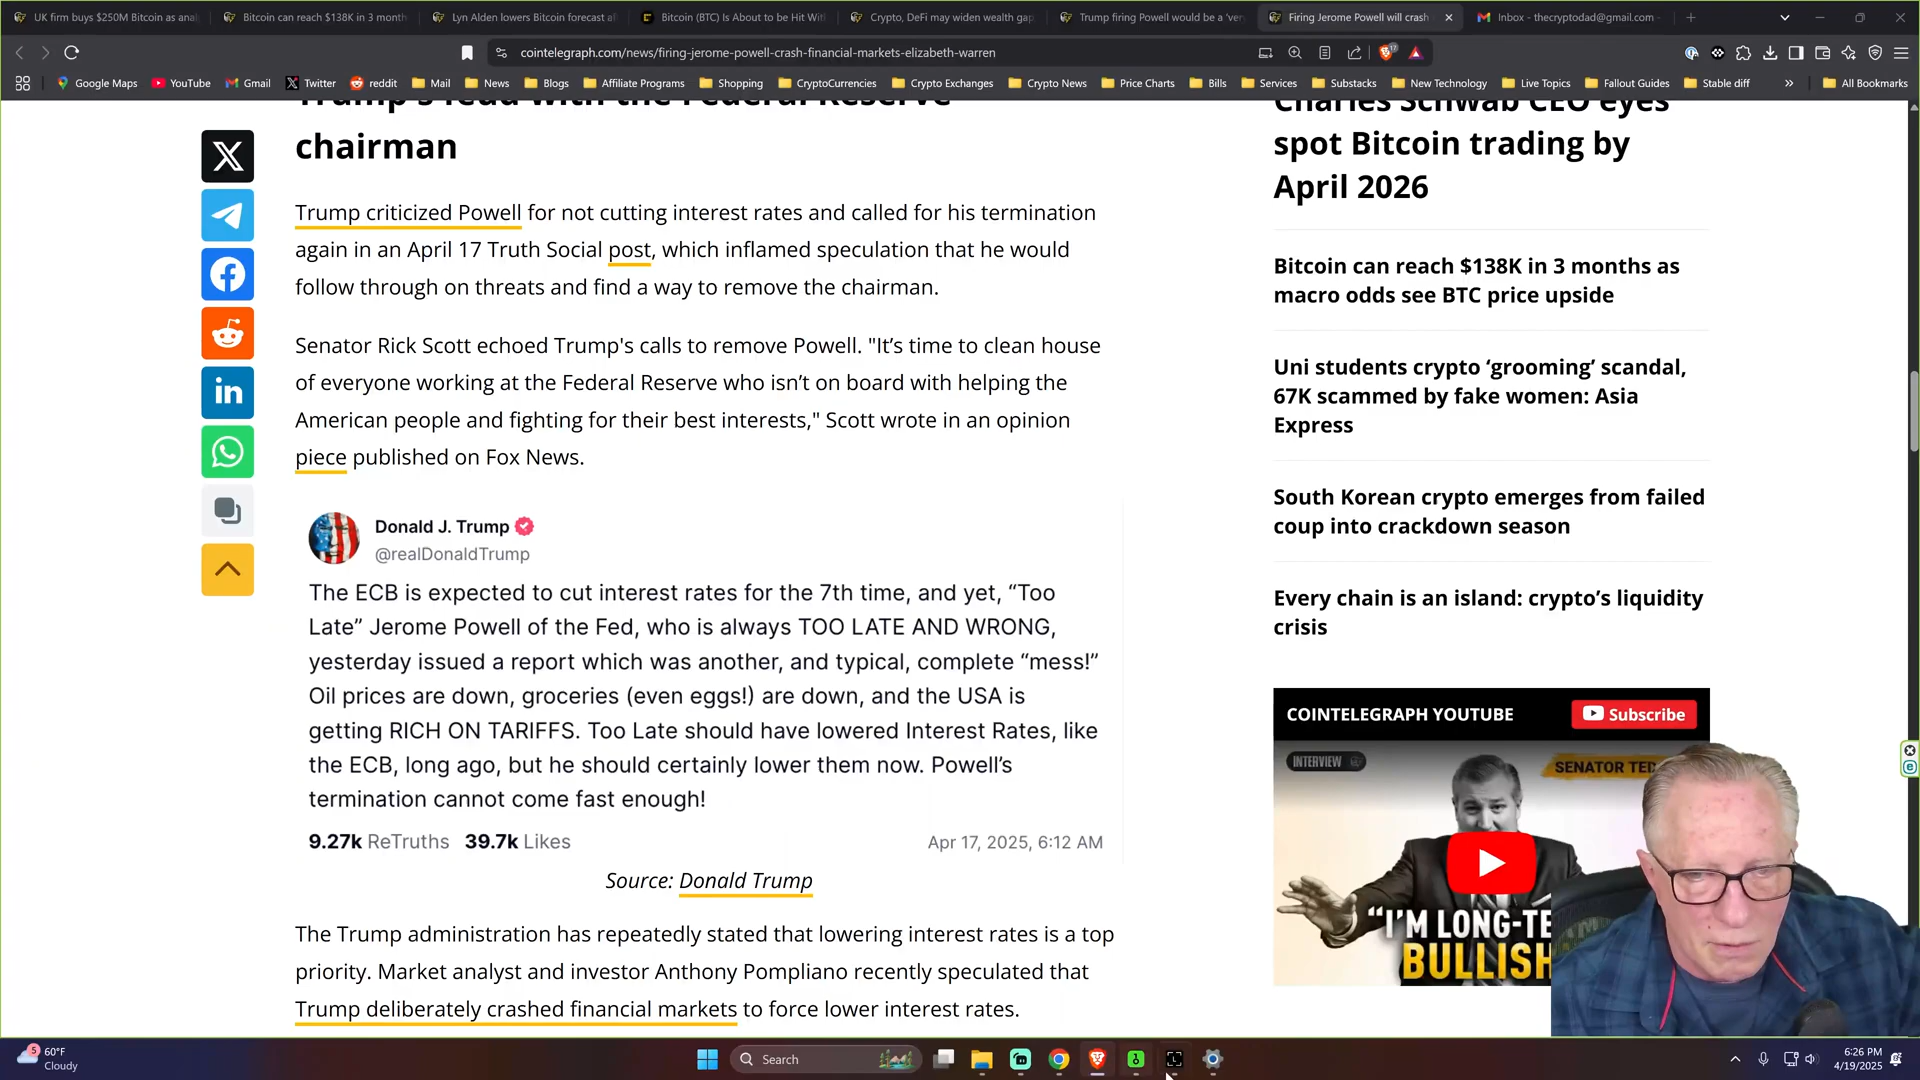 UK firm buys $250M Bitcoin as anal
Bitcoin can reach $138K in 3 month
Lyn Alden lowers Bitcoin forecast af
Bitcoin (BTC) Is About to be Hit Wit
Crypto, DeFi may widen wealth gap
Trump firing Powell would be a 've
Firing Jerome Powell will crash
Inbox - thecryptodad@gmail.com -
cointelegraph.com/news/firing-jerome-powell-crash-financial-markets-elizabeth-warren
17
Google Maps YouTube Gmail Twitter reddit Mail News Blogs Affiliate Programs Shopping CryptoCurrencies Crypto Exchanges Crypto News Price Charts Bills Services Substacks New Technology Live Topics Fallout Guides Stable diff » All Bookmarks
Trump's feud with the Federal Reserve
chairman
Trump criticized Powell for not cutting interest rates and called for his termination
again in an April 17 Truth Social post, which inflamed speculation that he would
follow through on threats and find a way to remove the chairman.
Senator Rick Scott echoed Trump's calls to remove Powell. "It’s time to clean house
of everyone working at the Federal Reserve who isn’t on board with helping the
American people and fighting for their best interests," Scott wrote in an opinion
piece published on Fox News.
Donald J. Trump
@realDonaldTrump
The ECB is expected to cut interest rates for the 7th time, and yet, “Too
Late” Jerome Powell of the Fed, who is always TOO LATE AND WRONG,
yesterday issued a report which was another, and typical, complete “mess!”
Oil prices are down, groceries (even eggs!) are down, and the USA is
getting RICH ON TARIFFS. Too Late should have lowered Interest Rates, like
the ECB, long ago, but he should certainly lower them now. Powell’s
termination cannot come fast enough!
9.27k ReTruths 39.7k Likes
Apr 17, 2025, 6:12 AM
Source: Donald Trump
The Trump administration has repeatedly stated that lowering interest rates is a top
priority. Market analyst and investor Anthony Pompliano recently speculated that
Trump deliberately crashed financial markets to force lower interest rates.
Charles Schwab CEO eyes
spot Bitcoin trading by
April 2026
Bitcoin can reach $138K in 3 months as
macro odds see BTC price upside
Uni students crypto ‘grooming’ scandal,
67K scammed by fake women: Asia
Express
South Korean crypto emerges from failed
coup into crackdown season
Every chain is an island: crypto’s liquidity
crisis
COINTELEGRAPH YOUTUBE
Subscribe
INTERVIEW
SENATOR TED
“I’M LONG-TE
BULLISH
5
60°F
Cloudy
Search
6:26 PM
4/19/2025